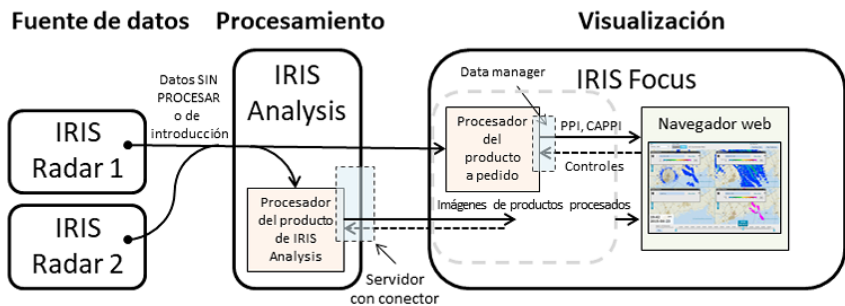 Fuente de datos
Procesamiento
Visualización
Datos SIN
PROCESAR
o de
introducción
IRIS
Radar 1
IRIS
Radar 2
IRIS
Analysis
Procesador
del producto
de IRIS
Analysis
Servidor
con conector
Data manager
IRIS Focus
Procesador
del
producto
a pedido
PPI, CAPPI
Controles
Imágenes de productos procesados
Navegador web